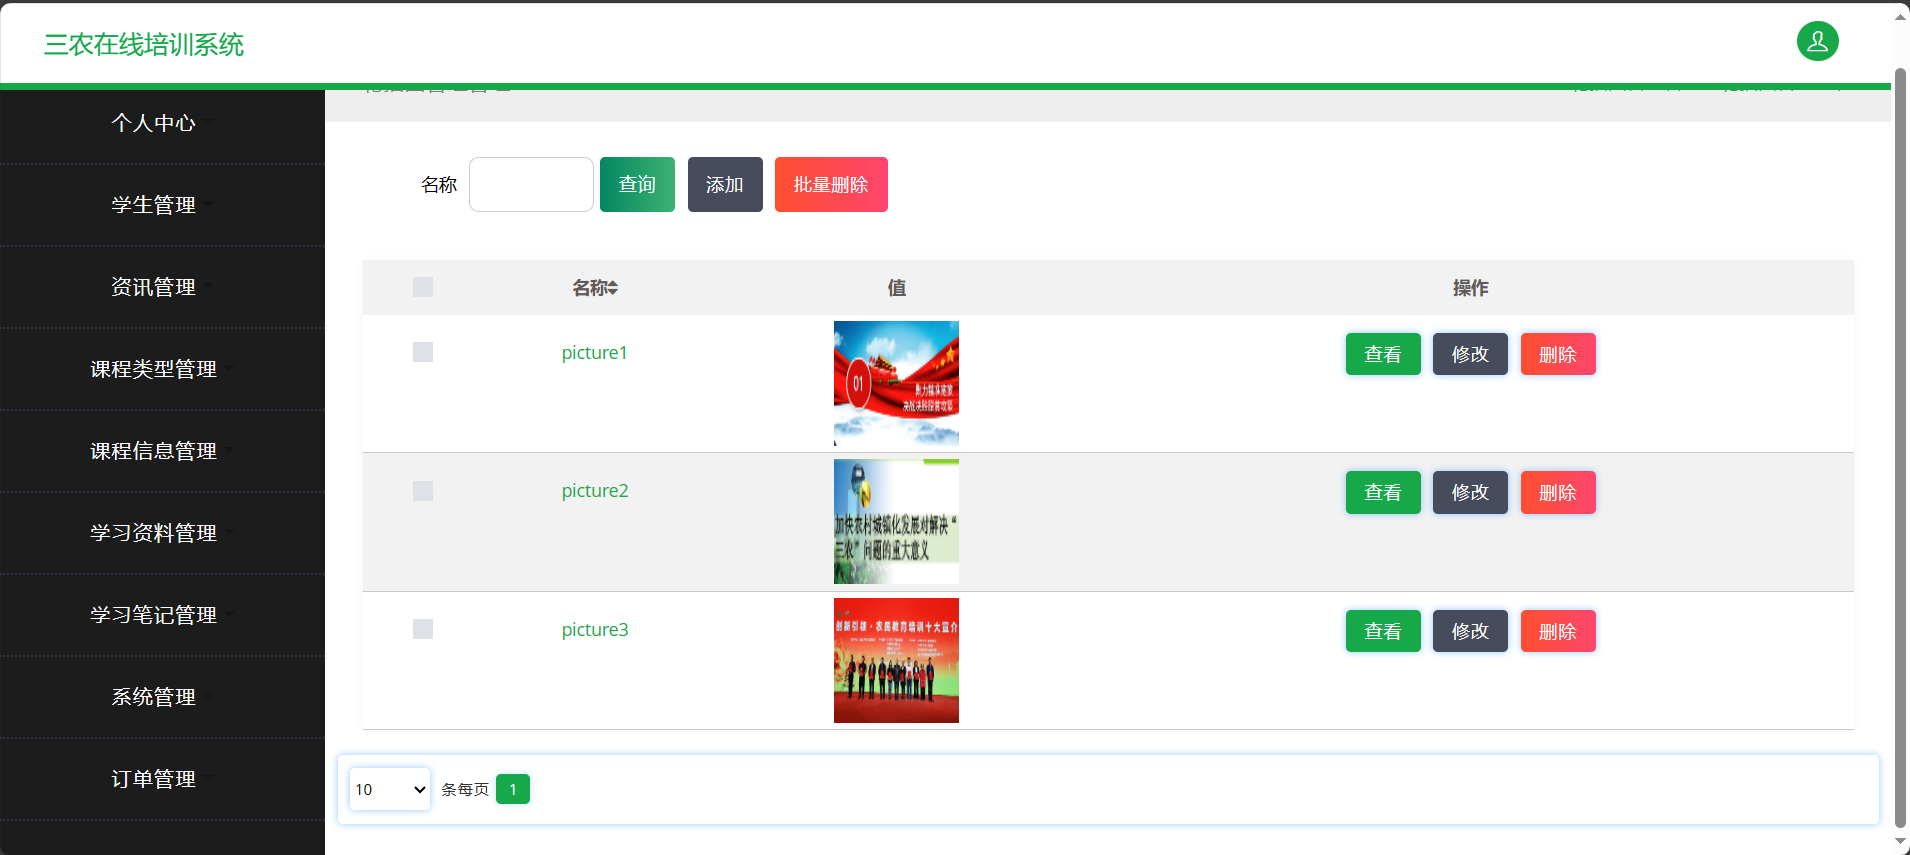 三农在线培训系统
个人中心
学生管理
资讯管理
课程类型管理
课程信息管理
学习资料管理
学习笔记管理
系统管理
订单管理
名称
查询
添加
批量删除
名称 值 操作
picture1 查看 修改 删除
01
picture2 查看 修改 删除
加快农村城镇化发展对解决“
三农”问题的重大意义
picture3 查看 修改 删除
创新引领·农民教育培训十大宣介
10 条每页 1